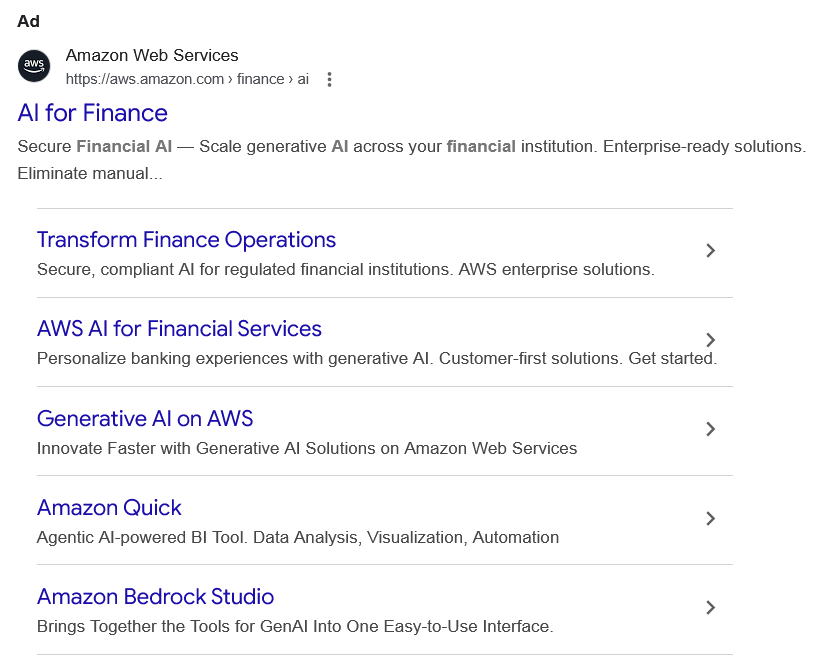 Ad
aws
Amazon Web Services
https://aws.amazon.com › finance › ai
AI for Finance
Secure Financial AI — Scale generative AI across your financial institution. Enterprise-ready solutions.
Eliminate manual...
Transform Finance Operations
Secure, compliant AI for regulated financial institutions. AWS enterprise solutions.
AWS AI for Financial Services
Personalize banking experiences with generative AI. Customer-first solutions. Get started.
Generative AI on AWS
Innovate Faster with Generative AI Solutions on Amazon Web Services
Amazon Quick
Agentic AI-powered BI Tool. Data Analysis, Visualization, Automation
Amazon Bedrock Studio
Brings Together the Tools for GenAI Into One Easy-to-Use Interface.